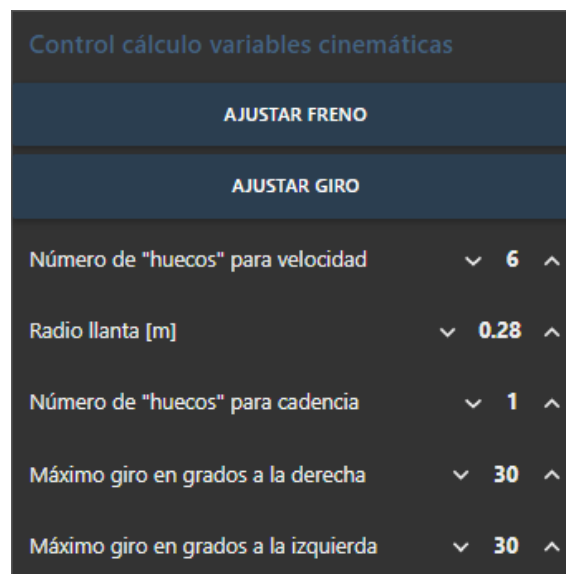 Control cálculo variables cinemáticas
AJUSTAR FRENO
AJUSTAR GIRO
Número de "huecos" para velocidad 6
Radio llanta [m] 0.28
Número de "huecos" para cadencia 1
Máximo giro en grados a la derecha 30
Máximo giro en grados a la izquierda 30